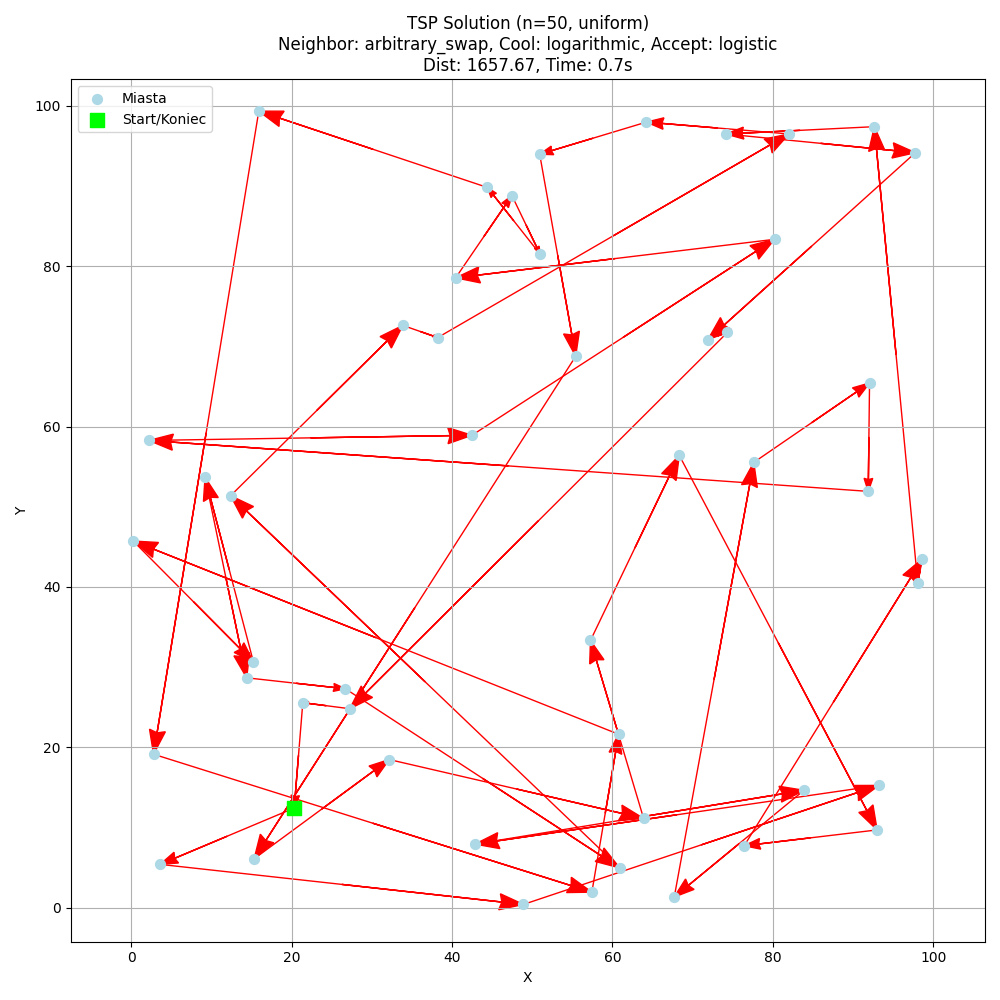 TSP Solution (n=50, uniform)
Neighbor: arbitrary_swap, Cool: logarithmic, Accept: logistic
Dist: 1657.67, Time: 0.7s
Miasta
Start/Koniec
100
80
60
40
20
0
Y
0 20 40 60 80 100
X